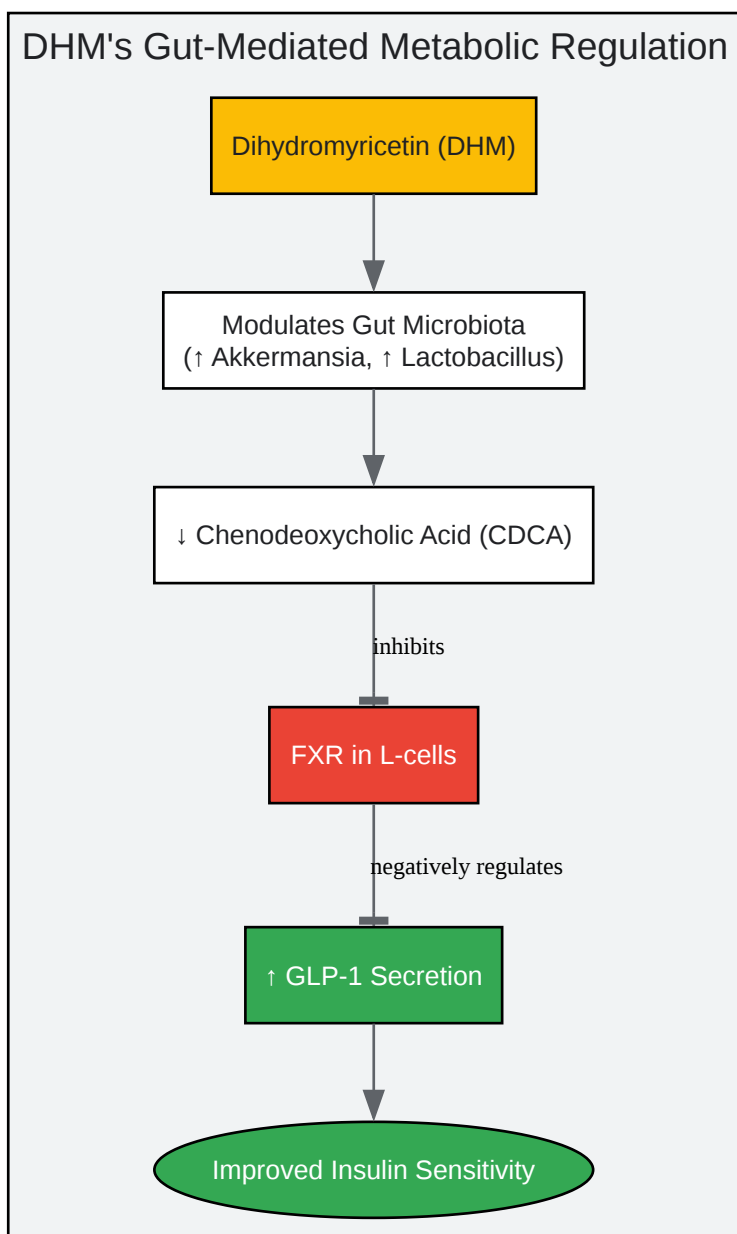 DHM's Gut-Mediated Metabolic Regulation
Dihydromyricetin (DHM)
Modulates Gut Microbiota
(↑ Akkermansia, ↑ Lactobacillus)
↓ Chenodeoxycholic Acid (CDCA)
inhibits
FXR in L-cells
negatively regulates
↑ GLP-1 Secretion
Improved Insulin Sensitivity